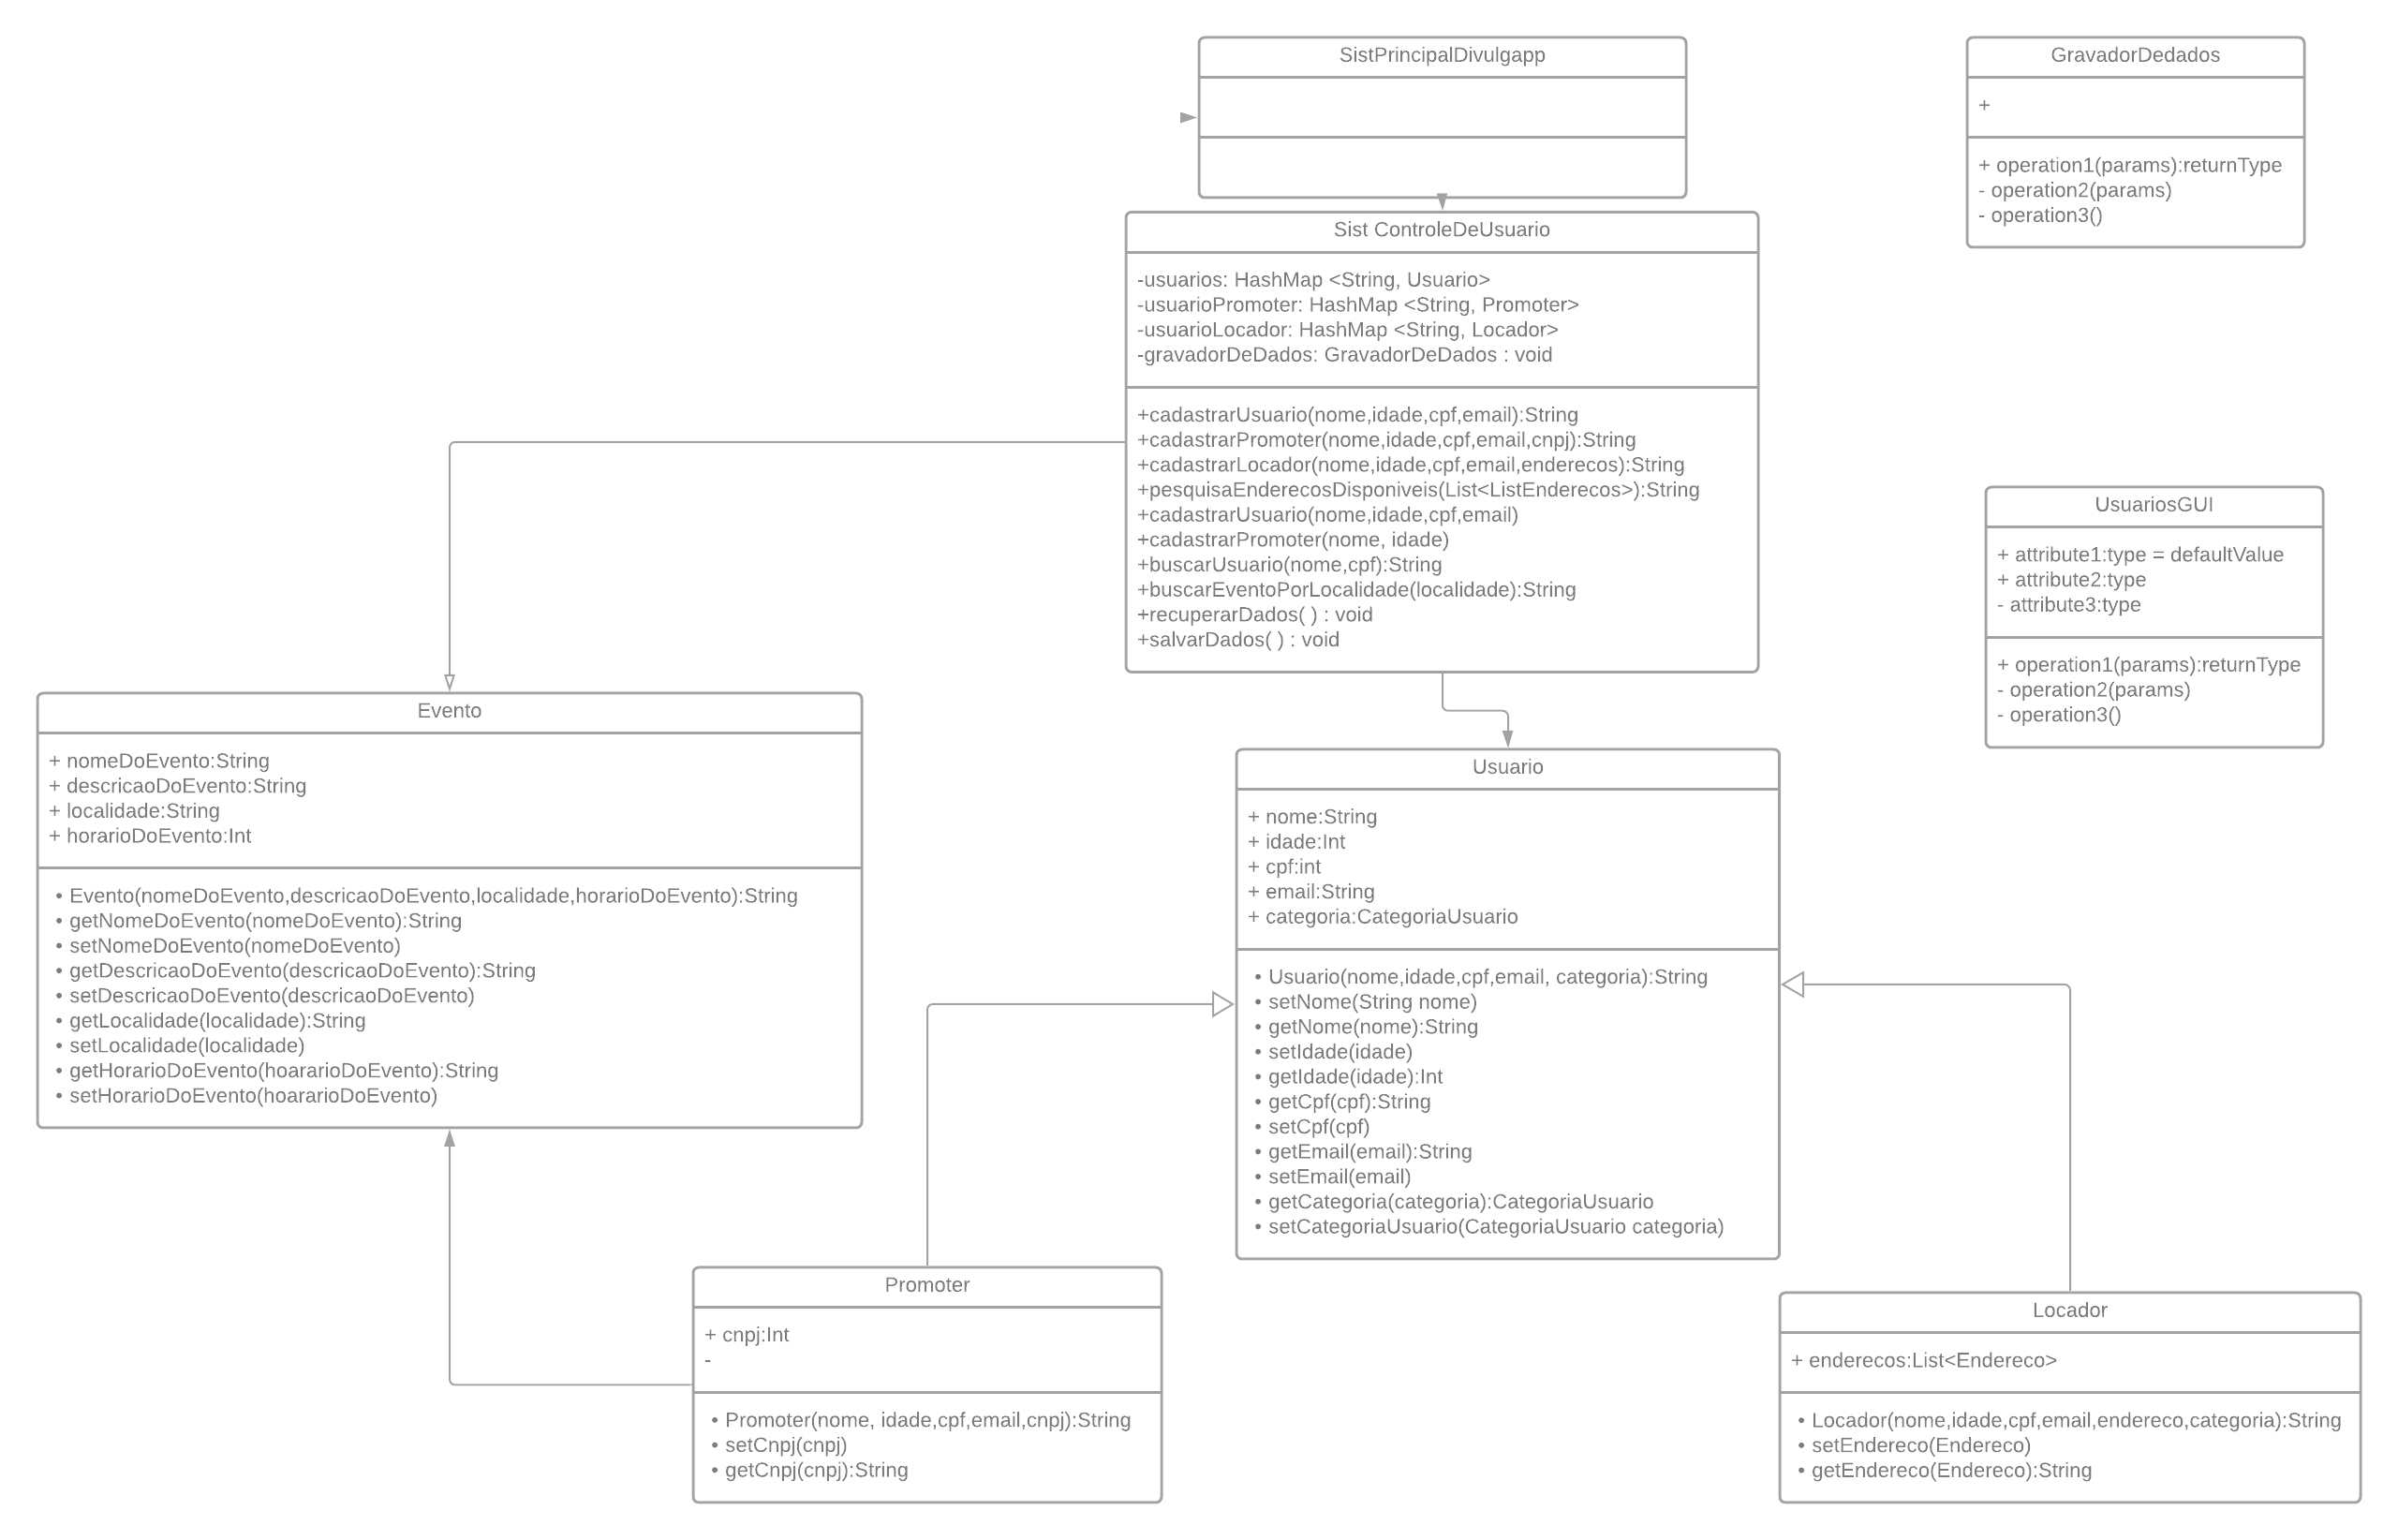 SistPrincipalDivulgapp
GravadorDedados
+
+ operation1(params):returnType
- operation2(params)
- operation3()
Sist ControleDeUsuario
-usuarios: HashMap <String, Usuario>
-usuarioPromoter: HashMap <String, Promoter>
-usuarioLocador: HashMap <String, Locador>
-gravadorDeDados: GravadorDeDados : void
+cadastrarUsuario(nome,idade,cpf,email):String
+cadastrarPromoter(nome,idade,cpf,email,cnpj):String
+cadastrarLocador(nome,idade,cpf,email,enderecos):String
+pesquisaEnderecosDisponiveis(List<ListEnderecos>):String
+cadastrarUsuario(nome,idade,cpf,email)
+cadastrarPromoter(nome, idade)
+buscarUsuario(nome,cpf):String
+buscarEventoPorLocalidade(localidade):String
+recuperarDados( ) : void
+salvarDados( ) : void
UsuariosGUI
+ attribute1:type = defaultValue
+ attribute2:type
- attribute3:type
+ operation1(params):returnType
- operation2(params)
- operation3()
Evento
+ nomeDoEvento:String
+ descricaoDoEvento:String
+ localidade:String
+ horarioDoEvento:Int
• Evento(nomeDoEvento,descricaoDoEvento,localidade,horarioDoEvento):String
• getNomeDoEvento(nomeDoEvento):String
• setNomeDoEvento(nomeDoEvento)
• getDescricaoDoEvento(descricaoDoEvento):String
• setDescricaoDoEvento(descricaoDoEvento)
• getLocalidade(localidade):String
• setLocalidade(localidade)
• getHorarioDoEvento(hoararioDoEvento):String
• setHorarioDoEvento(hoararioDoEvento)
Usuario
+ nome:String
+ idade:Int
+ cpf:int
+ email:String
+ categoria:CategoriaUsuario
• Usuario(nome,idade,cpf,email, categoria):String
• setNome(String nome)
• getNome(nome):String
• setIdade(idade)
• getIdade(idade):Int
• getCpf(cpf):String
• setCpf(cpf)
• getEmail(email):String
• setEmail(email)
• getCategoria(categoria):CategoriaUsuario
• setCategoriaUsuario(CategoriaUsuario categoria)
Promoter
+ cnpj:Int
-
• Promoter(nome, idade,cpf,email,cnpj):String
• setCnpj(cnpj)
• getCnpj(cnpj):String
Locador
+ enderecos:List<Endereco>
• Locador(nome,idade,cpf,email,endereco,categoria):String
• setEndereco(Endereco)
• getEndereco(Endereco):String